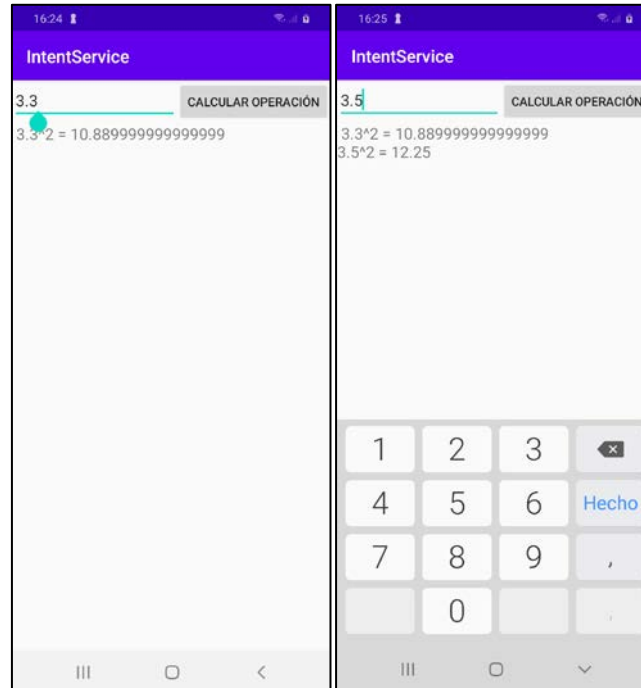 16:24
IntentService
3.3
CALCULAR OPERACIÓN
3.3^2 = 10.889999999999999
16:25
IntentService
3.5
CALCULAR OPERACIÓN
3.3^2 = 10.889999999999999
3.5^2 = 12.25
1 2 3
4 5 6 Hecho
7 8 9 ,
0 ,